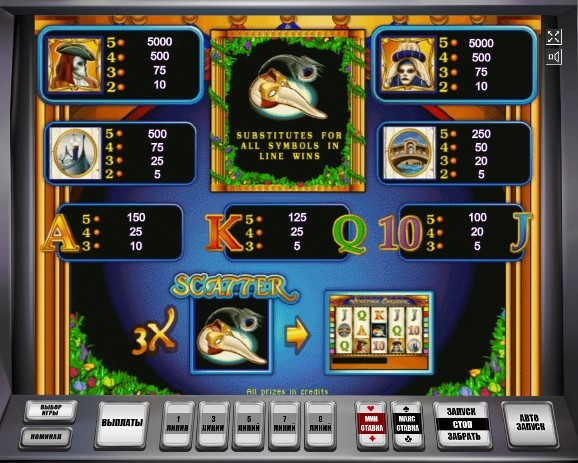 5 5000
4 500
3 75
2 10
SUBSTITUTES FOR
ALL SYMBOLS IN
LINE WINS
5 5000
4 500
3 75
2 10
5 500
4 75
3 25
2 5
5 250
4 50
3 20
2 5
A
5 150
4 25
3 10
K
5 125
4 25
3 5
Q
10
5 100
4 20
3 5
J
SCATTER
3X
All prizes in credits
ВЫБОР
ИГРЫ
НОМИНАЛ
ВЫПЛАТЫ
1
ЛИНИЯ
3
ЛИНИИ
5
ЛИНИЙ
7
ЛИНИЙ
9
ЛИНИЙ
МИН
СТАВКА
МАКС
СТАВКА
ЗАПУСК
СТОП
ЗАБРАТЬ
АВТО
ЗАПУСК